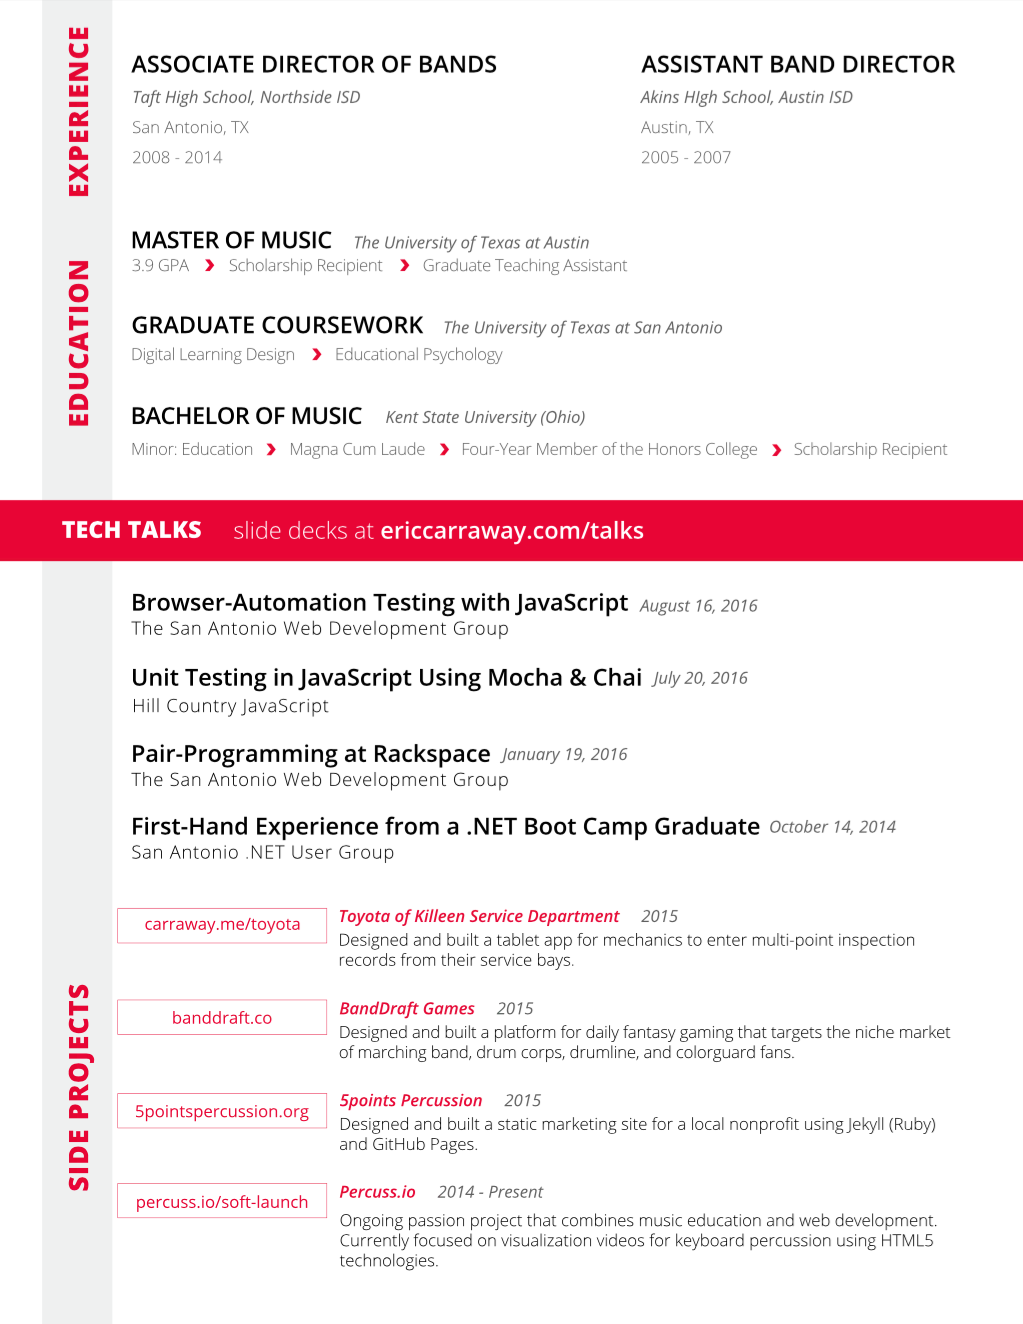 EXPERIENCE
ASSOCIATE DIRECTOR OF BANDS
Taft High School, Northside ISD
San Antonio, TX
2008 - 2014
ASSISTANT BAND DIRECTOR
Akins HIgh School, Austin ISD
Austin, TX
2005 - 2007
EDUCATION
MASTER OF MUSIC The University of Texas at Austin
3.9 GPA ❯ Scholarship Recipient ❯ Graduate Teaching Assistant
GRADUATE COURSEWORK The University of Texas at San Antonio
Digital Learning Design ❯ Educational Psychology
BACHELOR OF MUSIC Kent State University (Ohio)
Minor: Education ❯ Magna Cum Laude ❯ Four-Year Member of the Honors College ❯ Scholarship Recipient
TECH TALKS slide decks at ericcarraway.com/talks
Browser-Automation Testing with JavaScript August 16, 2016
The San Antonio Web Development Group
Unit Testing in JavaScript Using Mocha & Chai July 20, 2016
Hill Country JavaScript
Pair-Programming at Rackspace January 19, 2016
The San Antonio Web Development Group
First-Hand Experience from a .NET Boot Camp Graduate October 14, 2014
San Antonio .NET User Group
SIDE PROJECTS
carraway.me/toyota
Toyota of Killeen Service Department 2015
Designed and built a tablet app for mechanics to enter multi-point inspection
records from their service bays.
banddraft.co
BandDraft Games 2015
Designed and built a platform for daily fantasy gaming that targets the niche market
of marching band, drum corps, drumline, and colorguard fans.
5pointspercussion.org
5points Percussion 2015
Designed and built a static marketing site for a local nonprofit using Jekyll (Ruby)
and GitHub Pages.
percuss.io/soft-launch
Percuss.io 2014 - Present
Ongoing passion project that combines music education and web development.
Currently focused on visualization videos for keyboard percussion using HTML5
technologies.